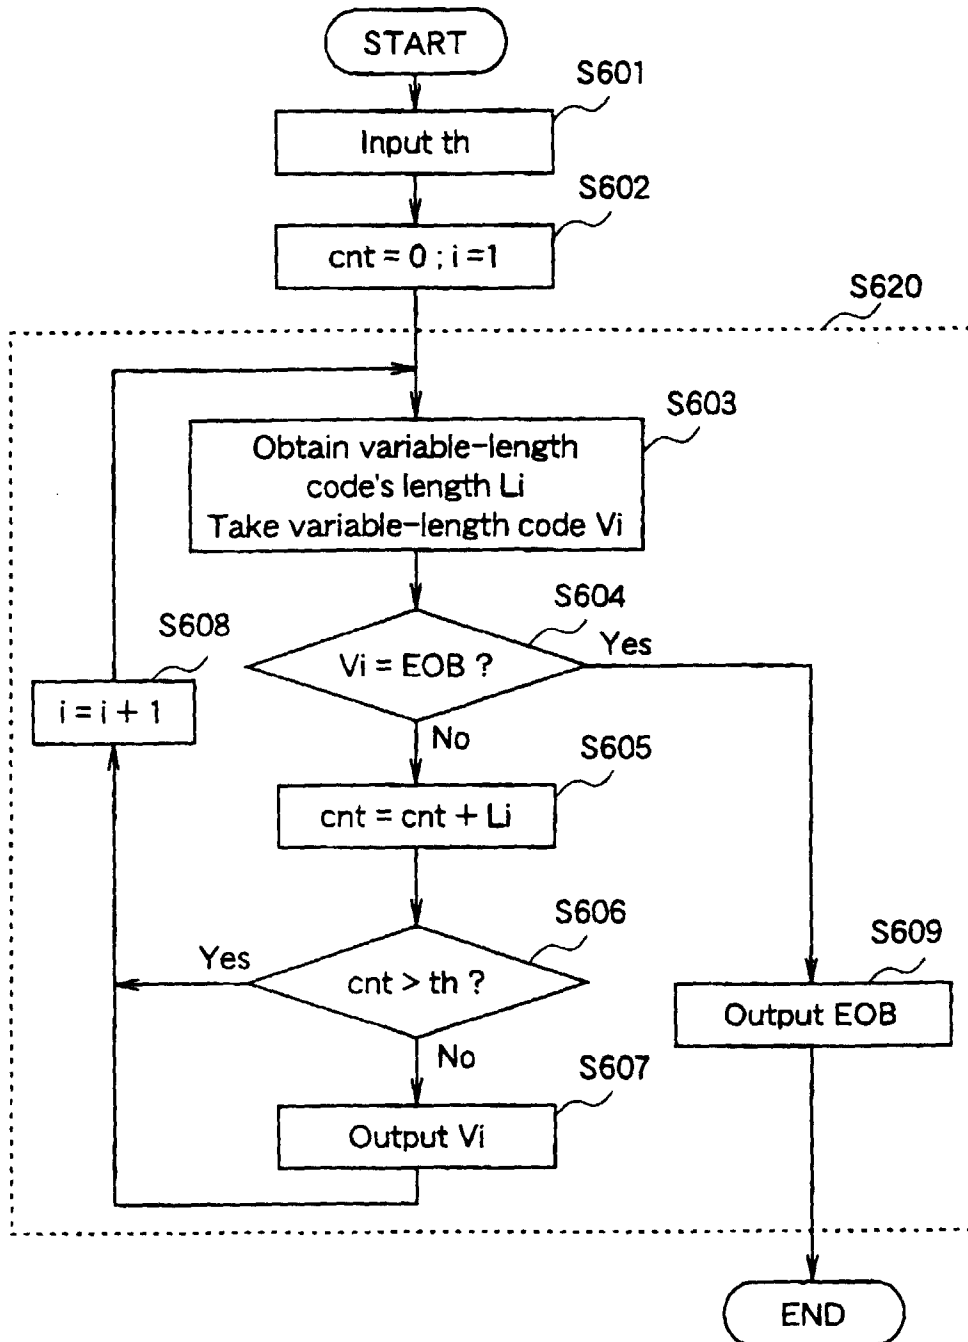 START
S601
Input th
S602
cnt = 0 ; i =1
S620
S603
Obtain variable-length
code's length Li
Take variable-length code Vi
S604
Vi = EOB ?
Yes
S608
i = i + 1
No
S605
cnt = cnt + Li
S606
Yes
cnt > th ?
S609
Output EOB
No
S607
Output Vi
END